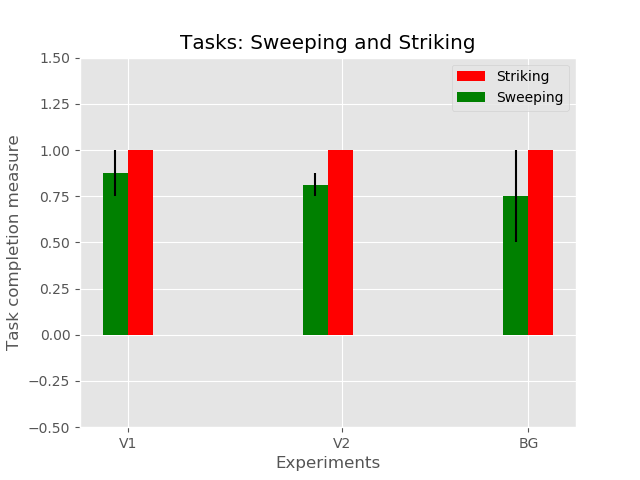 Tasks: Sweeping and Striking
Striking
Sweeping
1.50
1.25
1.00
0.75
0.50
0.25
0.00
−0.25
−0.50
Task completion measure
V1
V2
BG
Experiments